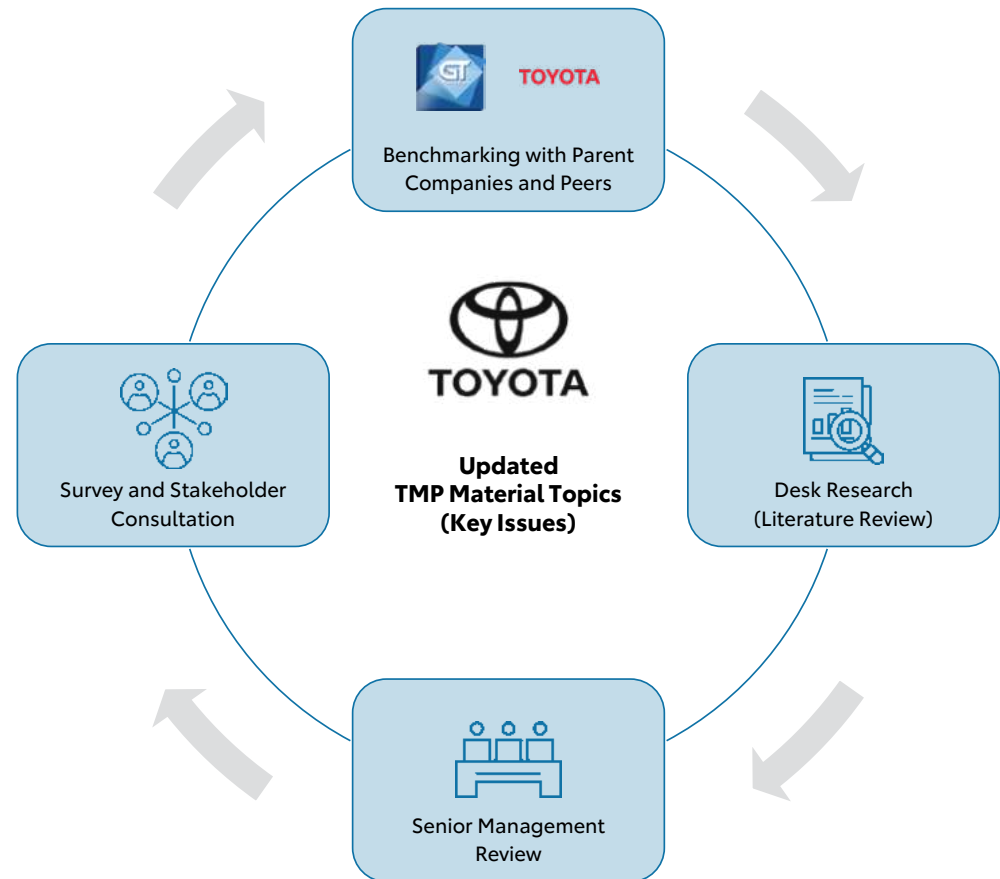 GT
TOYOTA
Benchmarking with Parent
Companies and Peers
TOYOTA
Updated
TMP Material Topics
(Key Issues)
Survey and Stakeholder
Consultation
Desk Research
(Literature Review)
Senior Management
Review